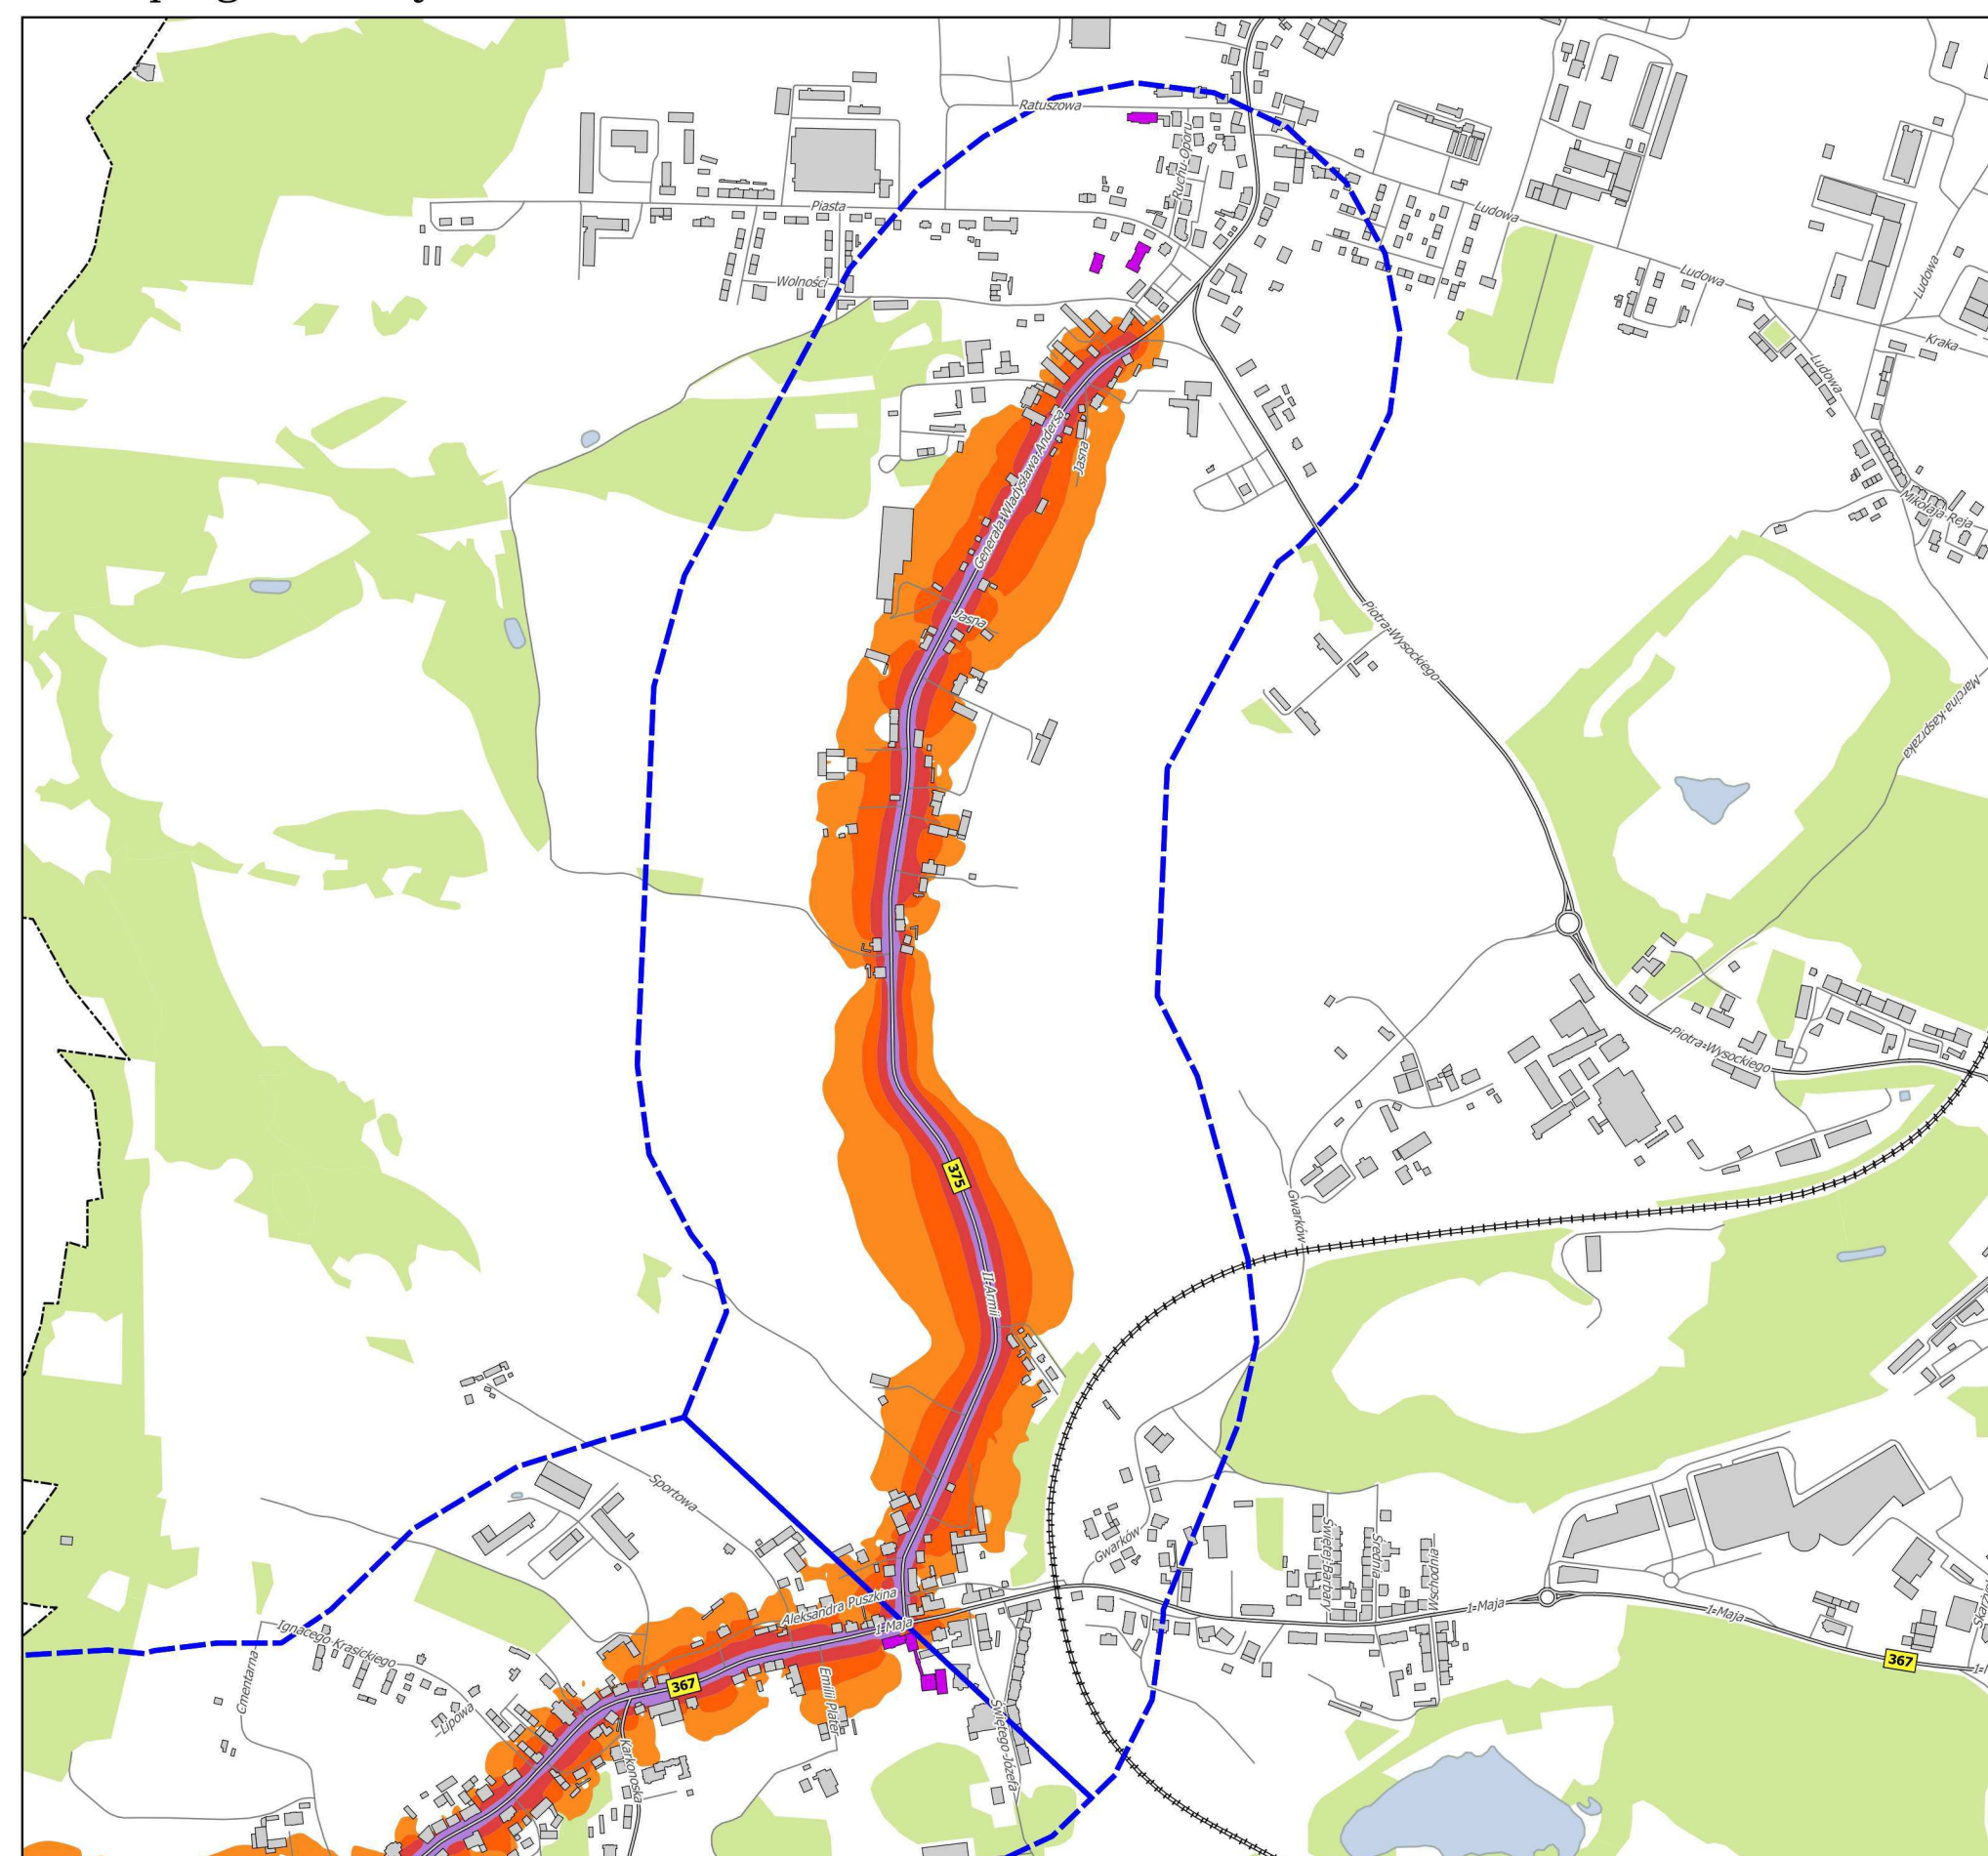 Ratuszowa
Ruchu-Oporu
Piasta
Ludowa
Wolności
Ludowa
Ludowa
Kraka
Ludowa
Generała-Władysława-Andersa
Jasna
Mikołaja-Reja
Jasna
Piotra-Wysockiego
Marcina-Kasprzaka
Piotra-Wysockiego
375
Gwarków
II-Armii
Sportowa
Gwarków
Świętej-Barbary
Średnia
Wschodnia
Aleksandra Puszkina
1-Maja
1-Maja
1-Maja
Ignacego-Krasickiego
Cmentarna
367
367
Emilii Plater
Lipowa
Świętego-Józefa
Karkonoska